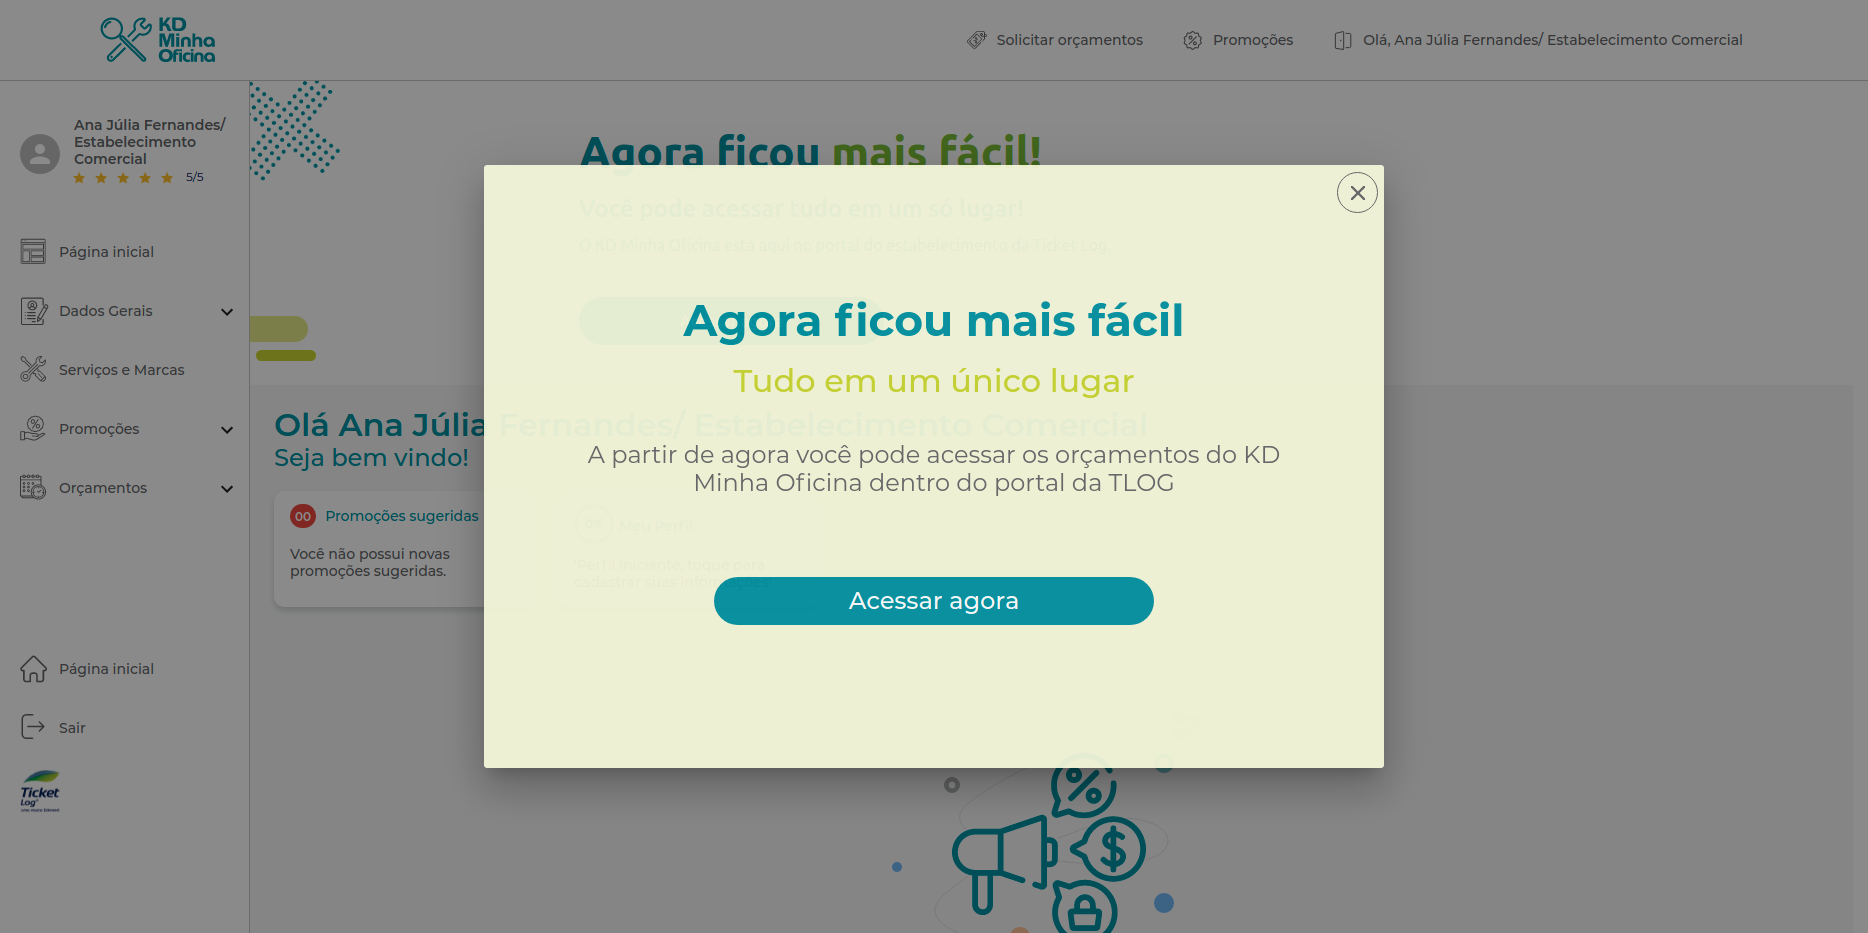 KD
Minha
Oficina
Solicitar orçamentos
Promoções
Olá, Ana Júlia Fernandes/ Estabelecimento Comercial
Ana Júlia Fernandes/
Estabelecimento
Comercial
5/5
Página inicial
Dados Gerais
Serviços e Marcas
Promoções
Orçamentos
Página inicial
Sair
Ticket
Log
Agora ficou mais fácil!
Você pode acessar tudo em um só lugar!
O KD Minha Oficina esta aqui no portal do estabelecimento da Ticket Log.
Agora ficou mais fácil
Tudo em um único lugar
A partir de agora você pode acessar os orçamentos do KD
Minha Oficina dentro do portal da TLOG
Acessar agora
Olá Ana Júlia Fernandes/ Estabelecimento Comercial
Seja bem vindo!
00 Promoções sugeridas
Você não possui novas
promoções sugeridas.
Meu Perfil
Perfil Iniciante, toque para
cadastrar suas informações